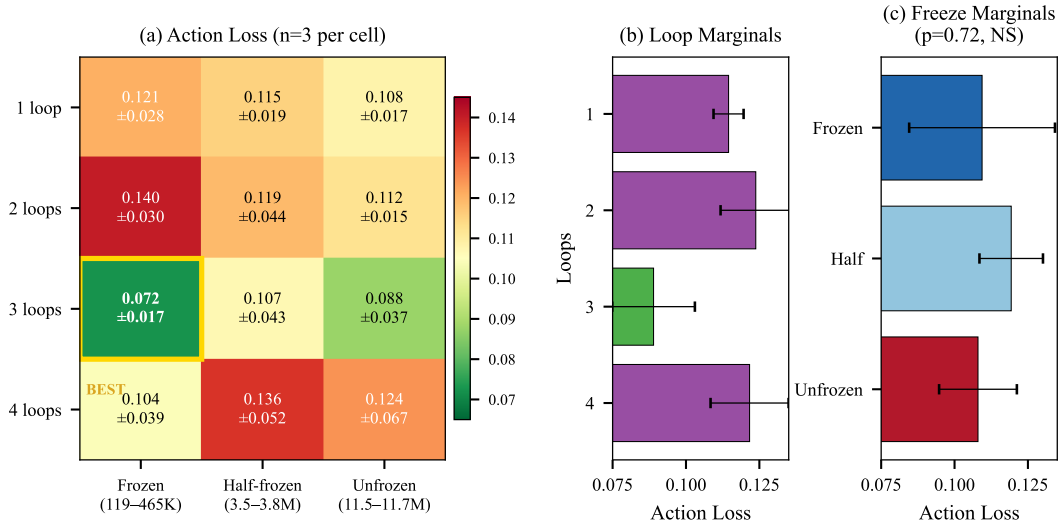 (a) Action Loss (n=3 per cell)
1 loop
2 loops
3 loops
4 loops
0.121
±0.028
0.115
±0.019
0.108
±0.017
0.140
±0.030
0.119
±0.044
0.112
±0.015
0.072
±0.017
0.107
±0.043
0.088
±0.037
BEST
0.104
±0.039
0.136
±0.052
0.124
±0.067
Frozen
(119–465K)
Half-frozen
(3.5–3.8M)
Unfrozen
(11.5–11.7M)
0.14
0.13
0.12
0.11
0.10
0.09
0.08
0.07
(b) Loop Marginals
Loops
1
2
3
4
0.075
0.100
0.125
Action Loss
(c) Freeze Marginals
(p=0.72, NS)
Frozen
Half
Unfrozen
0.075
0.100
0.125
Action Loss